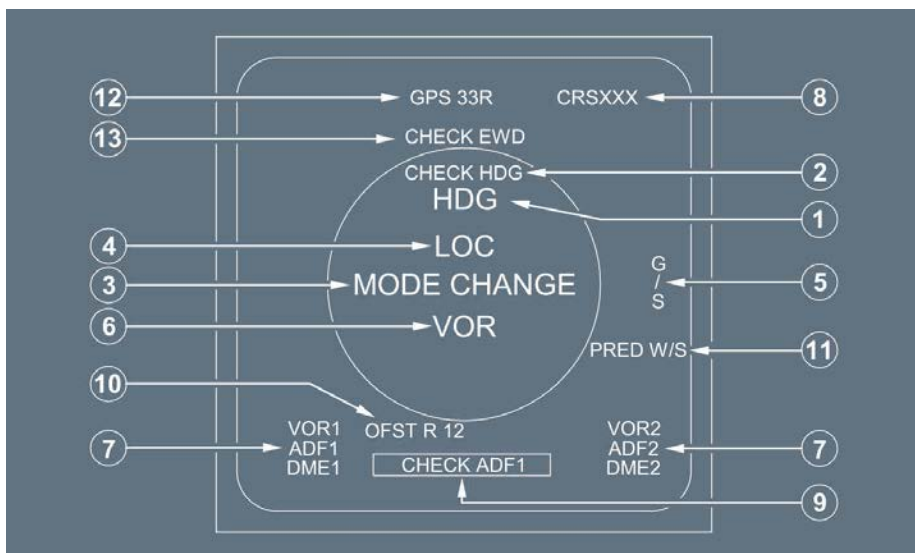 12
GPS 33R
CRSXXX
8
13
CHECK EWD
CHECK HDG
2
HDG
1
4
LOC
3
MODE CHANGE
G
/
S
5
6
VOR
PRED W/S
11
10
OFST R 12
7
VOR1
ADF1
DME1
VOR2
ADF2
DME2
7
CHECK ADF1
9